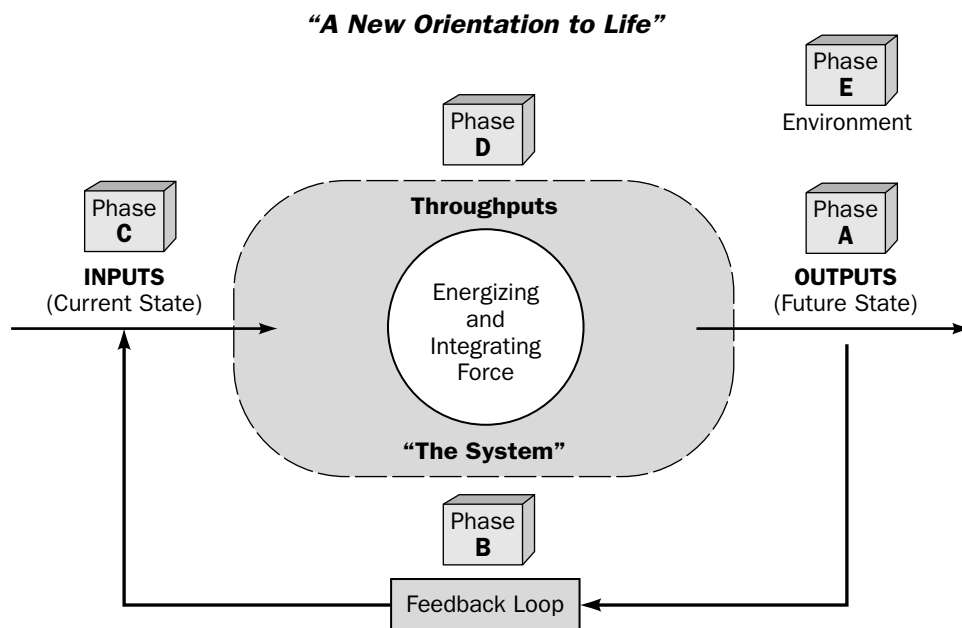 “A New Orientation to Life”
Phase
E
Environment
Phase
D
Phase
C
INPUTS
(Current State)
Throughputs
Phase
A
OUTPUTS
(Future State)
Energizing
and
Integrating
Force
“The System”
Phase
B
Feedback Loop